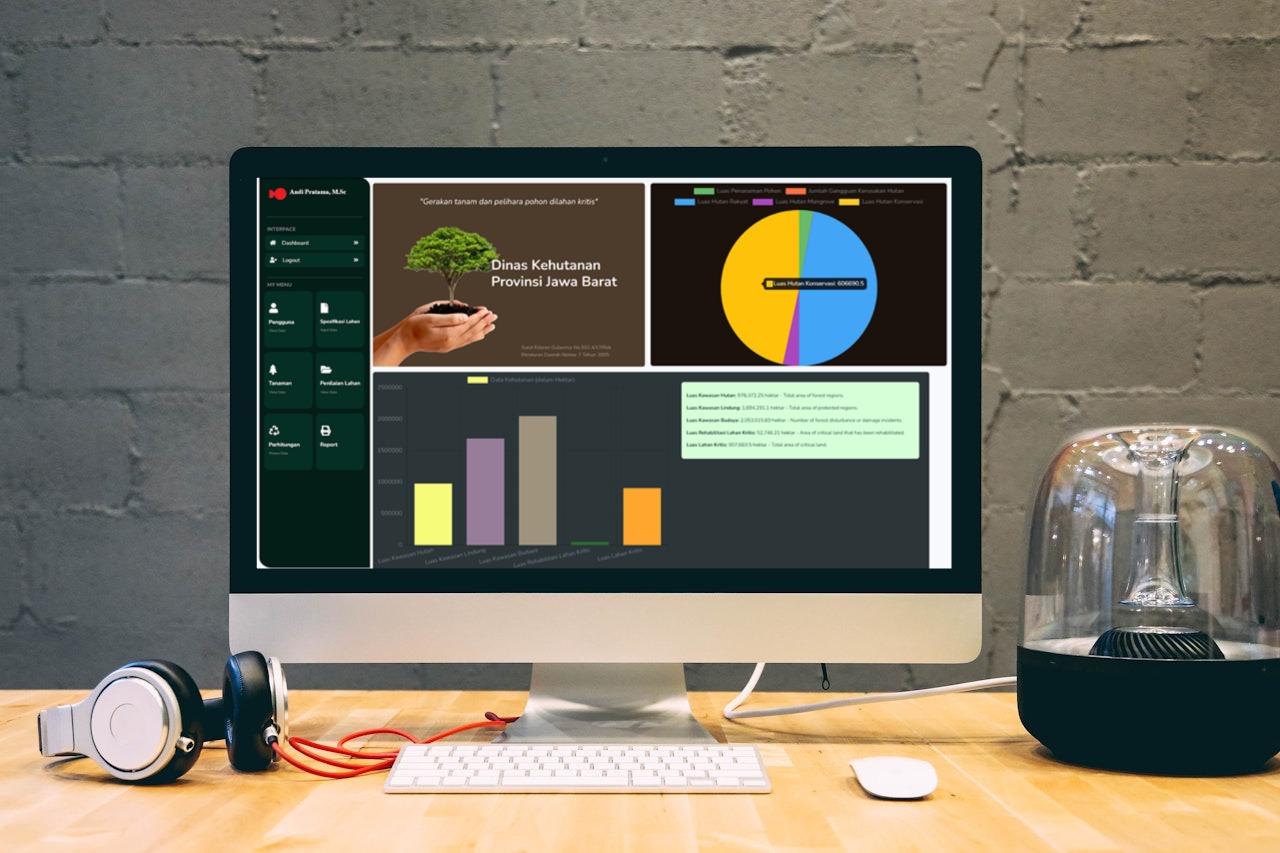 Andi Pratama, M.Sc
INTERFACE
Dashboard
Logout
MY MENU
Pengguna
View Data
Spesifikasi Lahan
Input Data
Tanaman
View Data
Penilaian Lahan
View Data
Perhitungan
Proses Data
Report
"Gerakan tanam dan pelihara pohon dilahan kritis"
Dinas Kehutanan
Provinsi Jawa Barat
Surat Edaran Gubernur No.522.4/17/Rek
Peraturan Daerah Nomor 7 Tahun 2005
Luas Penanaman Pohon
Jumlah Gangguan Kerusakan Hutan
Luas Hutan Rakyat
Luas Hutan Mangrove
Luas Hutan Konservasi
Luas Hutan Konservasi: 606690.5
Data Kehutanan (dalam Hektar)
2500000
2000000
1500000
1000000
500000
0
Luas Kawasan Hutan
Luas Kawasan Lindung
Luas Kawasan Budaya
Luas Rehabilitasi Lahan Kritis
Luas Lahan Kritis
Luas Kawasan Hutan: 978,372.25 hektar - Total area of forest regions.
Luas Kawasan Lindung: 1,694,291.1 hektar - Total area of protected regions.
Luas Kawasan Budaya: 2,053,015.83 hektar - Number of forest disturbance or damage incidents.
Luas Rehabilitasi Lahan Kritis: 52,748.21 hektar - Area of critical land that has been rehabilitated.
Luas Lahan Kritis: 907,683.5 hektar - Total area of critical land.